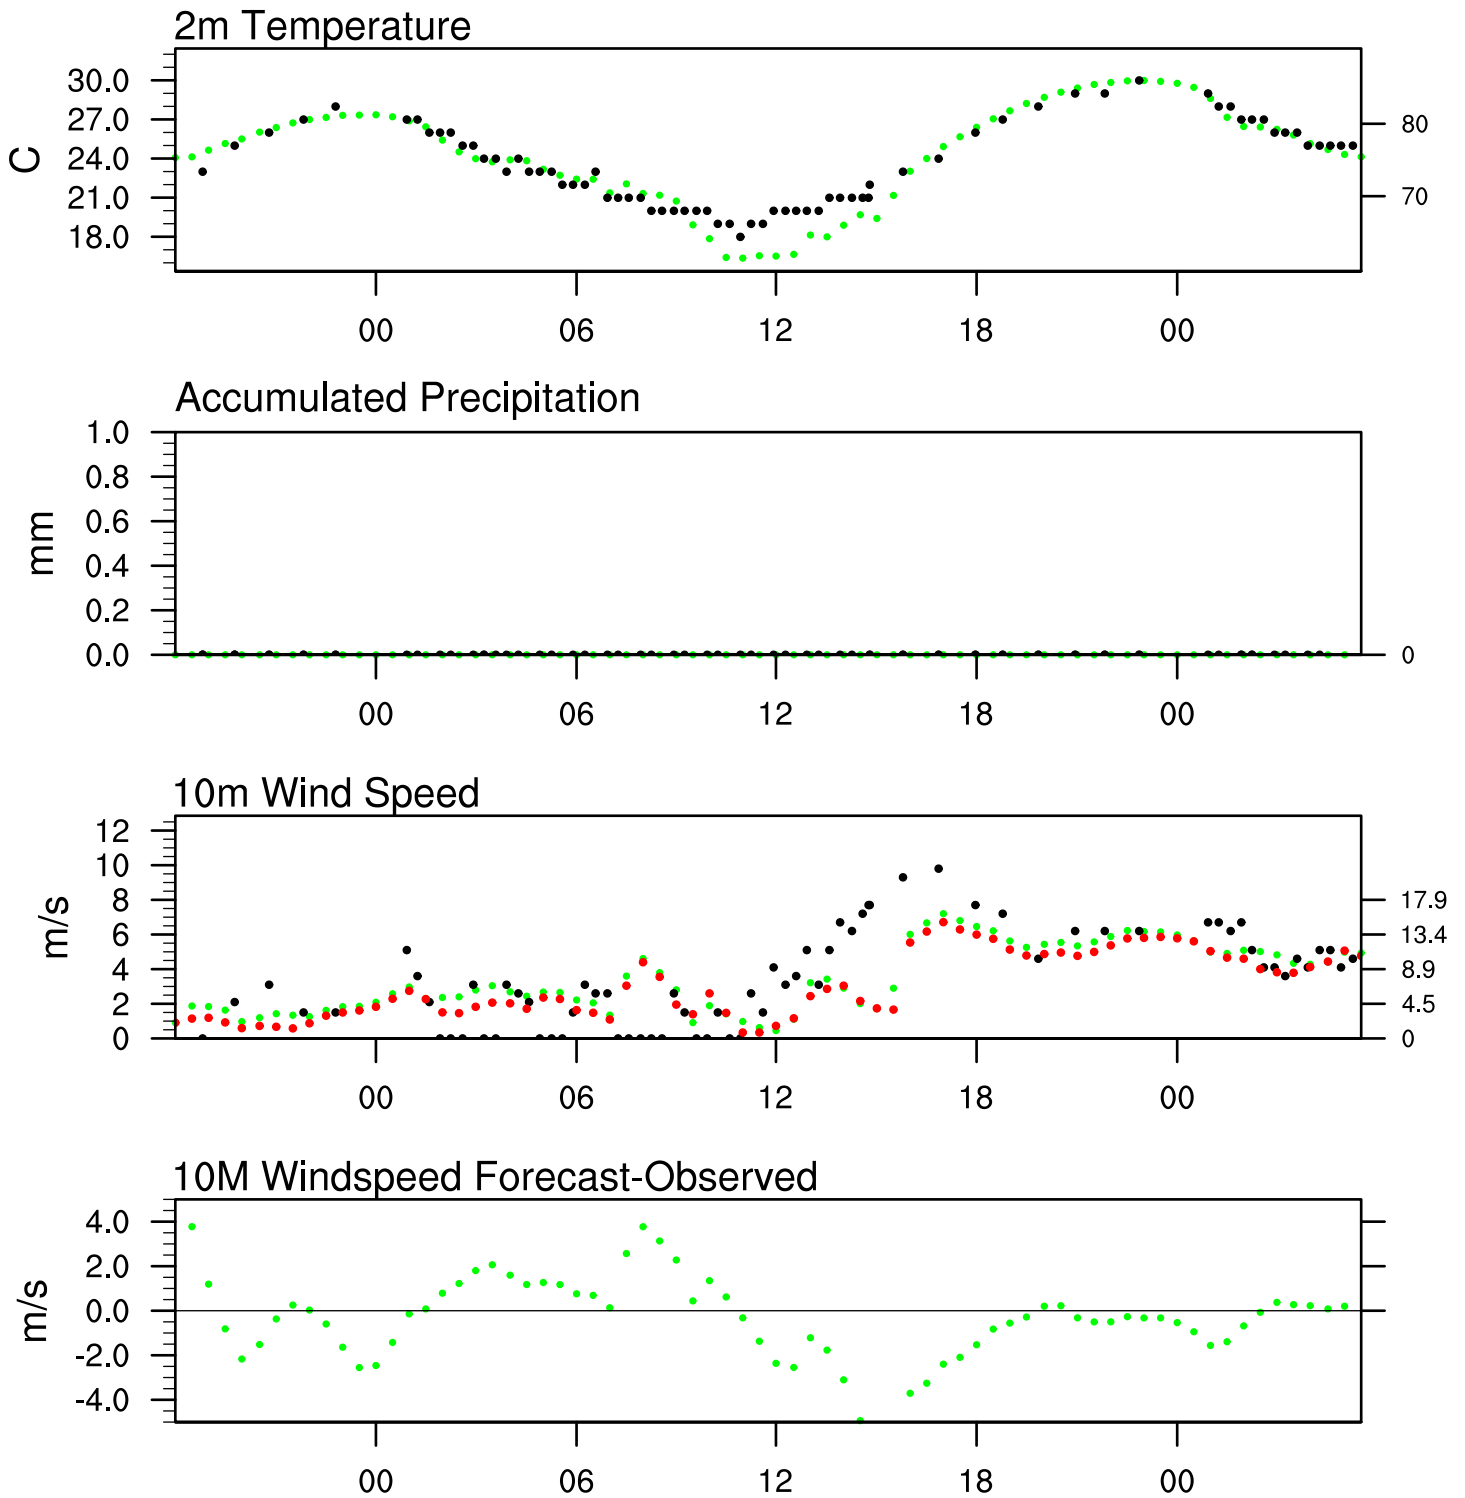 2m Temperature
30.0
27.0
24.0
21.0
18.0
C
80
70
00 06 12 18 00
Accumulated Precipitation
1.0
0.8
0.6
0.4
0.2
0.0
mm
0
00 06 12 18 00
10m Wind Speed
12
10
8
6
4
2
0
m/s
17.9
13.4
8.9
4.5
0
00 06 12 18 00
10M Windspeed Forecast-Observed
4.0
2.0
0.0
-2.0
-4.0
m/s
00 06 12 18 00